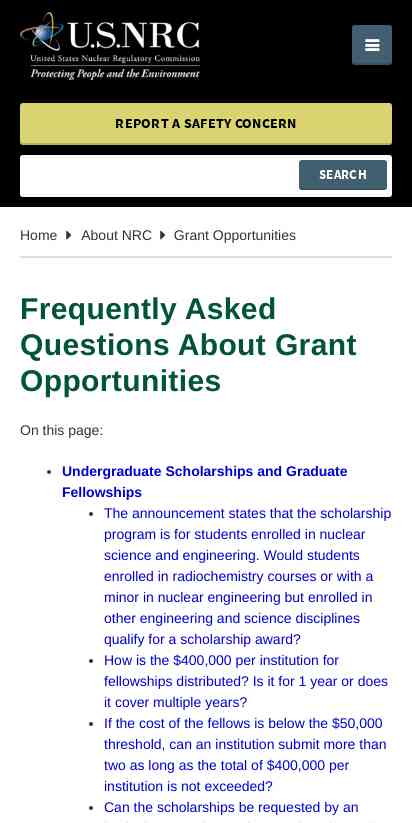 U.S.NRC
United States Nuclear Regulatory Commission
Protecting People and the Environment
REPORT A SAFETY CONCERN
SEARCH
Home About NRC Grant Opportunities
Frequently Asked
Questions About Grant
Opportunities
On this page:
Undergraduate Scholarships and Graduate
Fellowships
The announcement states that the scholarship
program is for students enrolled in nuclear
science and engineering. Would students
enrolled in radiochemistry courses or with a
minor in nuclear engineering but enrolled in
other engineering and science disciplines
qualify for a scholarship award?
How is the $400,000 per institution for
fellowships distributed? Is it for 1 year or does
it cover multiple years?
If the cost of the fellows is below the $50,000
threshold, can an institution submit more than
two as long as the total of $400,000 per
institution is not exceeded?
Can the scholarships be requested by an